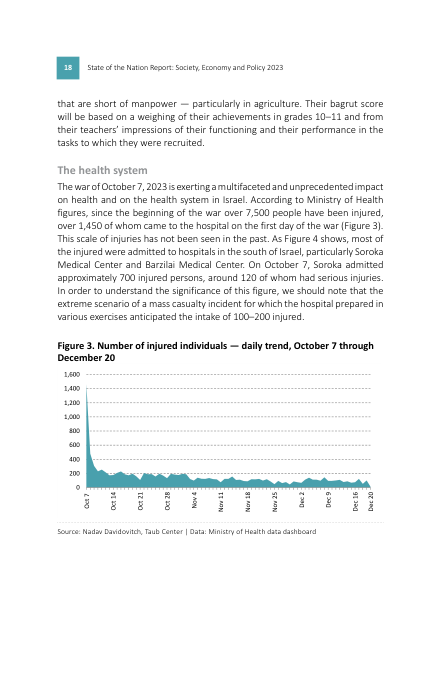 18 State of the Nation Report: Society, Economy and Policy 2023
that are short of manpower — particularly in agriculture. Their bagrut score
will be based on a weighing of their achievements in grades 10–11 and from
their teachers' impressions of their functioning and their performance in the
tasks to which they were recruited.
The health system
The war of October 7, 2023 is exerting a multifaceted and unprecedented impact
on health and on the health system in Israel. According to Ministry of Health
figures, since the beginning of the war over 7,500 people have been injured,
over 1,450 of whom came to the hospital on the first day of the war (Figure 3).
This scale of injuries has not been seen in the past. As Figure 4 shows, most of
the injured were admitted to hospitals in the south of Israel, particularly Soroka
Medical Center and Barzilai Medical Center. On October 7, Soroka admitted
approximately 700 injured persons, around 120 of whom had serious injuries.
In order to understand the significance of this figure, we should note that the
extreme scenario of a mass casualty incident for which the hospital prepared in
various exercises anticipated the intake of 100–200 injured.
Figure 3. Number of injured individuals — daily trend, October 7 through
December 20
1,600
1,400
1,200
1,000
800
600
400
200
0
Oct 7
Oct 14
Oct 21
Oct 28
Nov 4
Nov 11
Nov 18
Nov 25
Dec 2
Dec 9
Dec 16
Dec 20
Source: Nadav Davidovitch, Taub Center | Data: Ministry of Health data dashboard